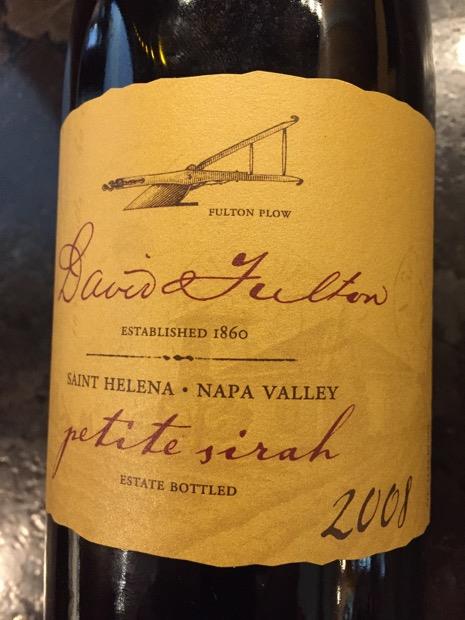 FULTON PLOW
David Fulton
ESTABLISHED 1860
SAINT HELENA • NAPA VALLEY
petite sirah
ESTATE BOTTLED
2008